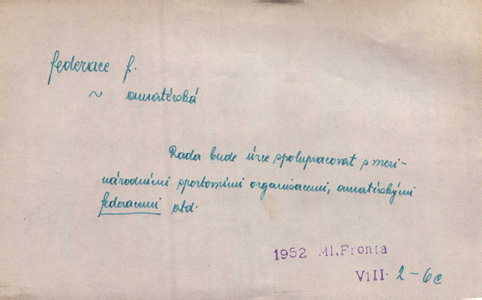 federace f.
~ amatérská
Rada bude úzce spolupracovat s mezi-
národními sportovními organisacemi, amatérskými
federacemi atd.
1952 Ml. Fronta
VIII. 2-6c